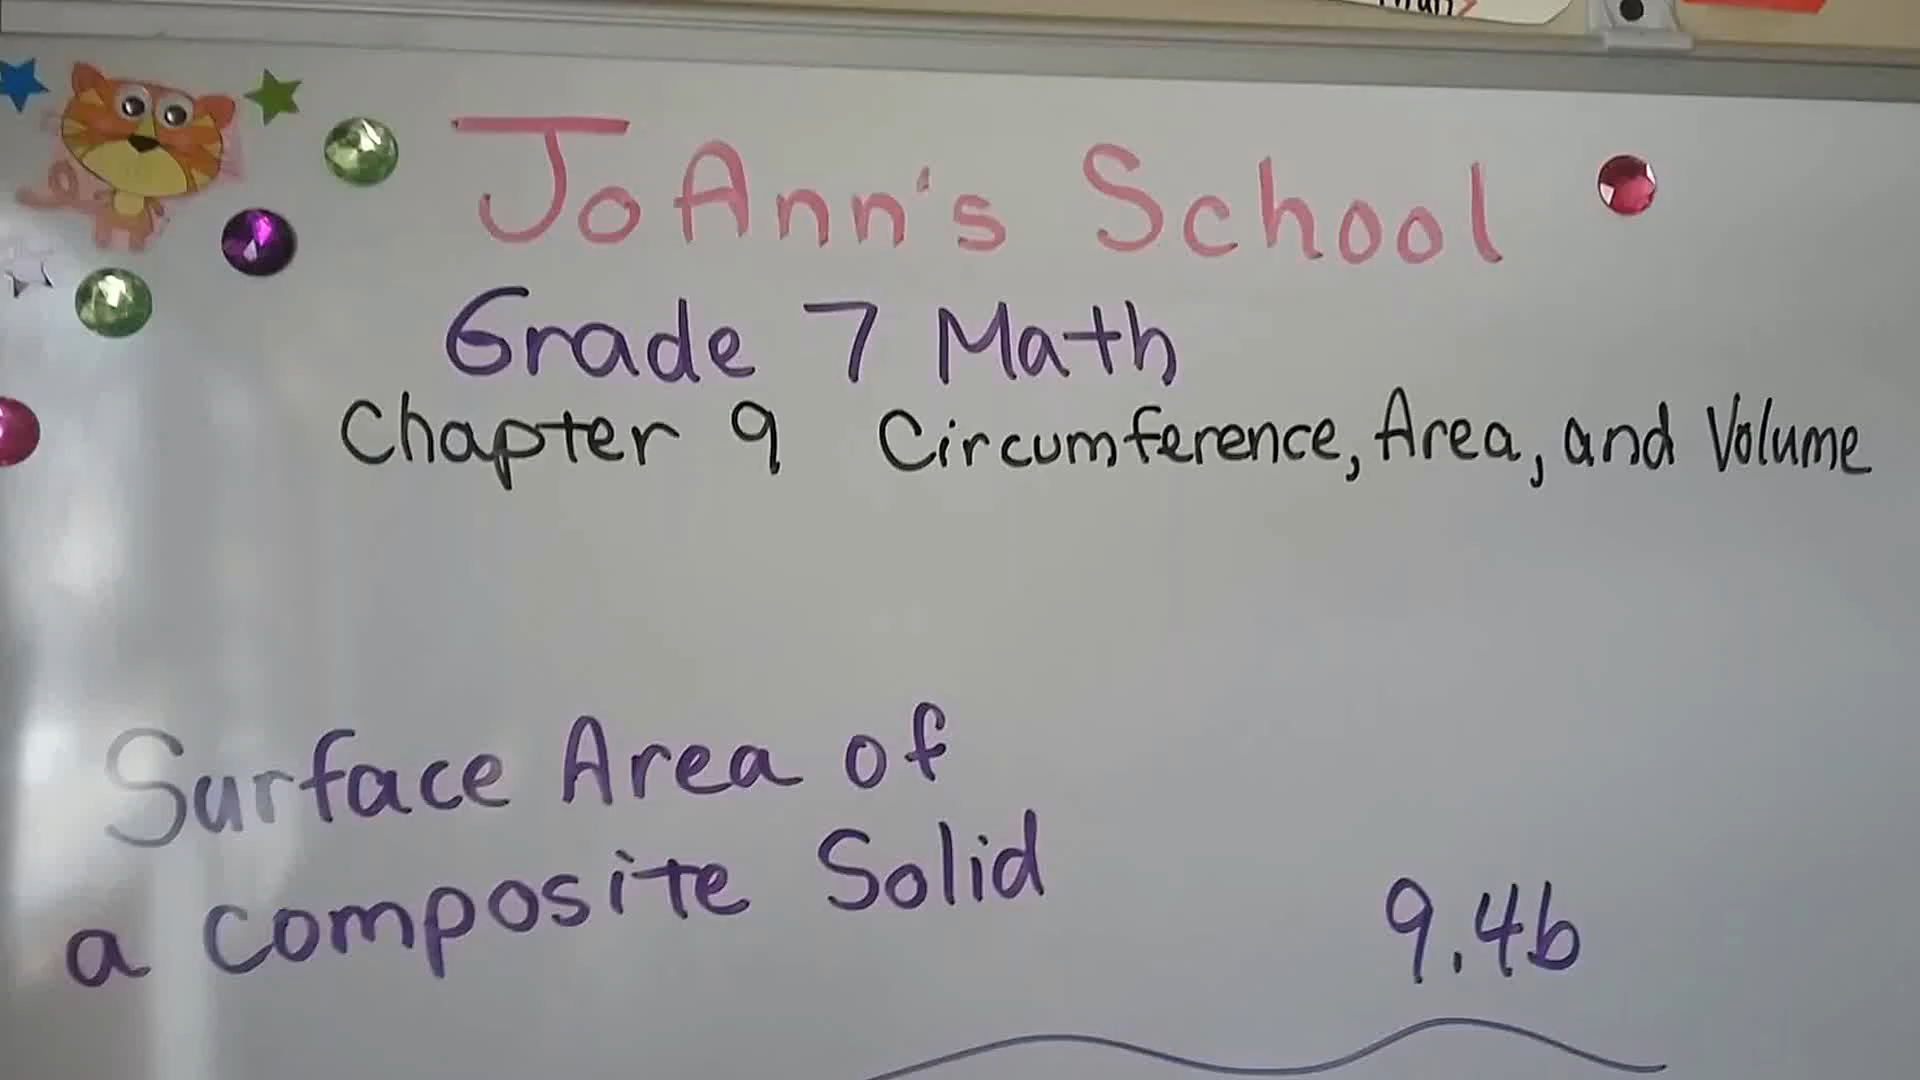 JoAnn's School
Grade 7 Math
Chapter 9 Circumference, Area, and Volume
Surface Area of
a composite Solid
9.4b